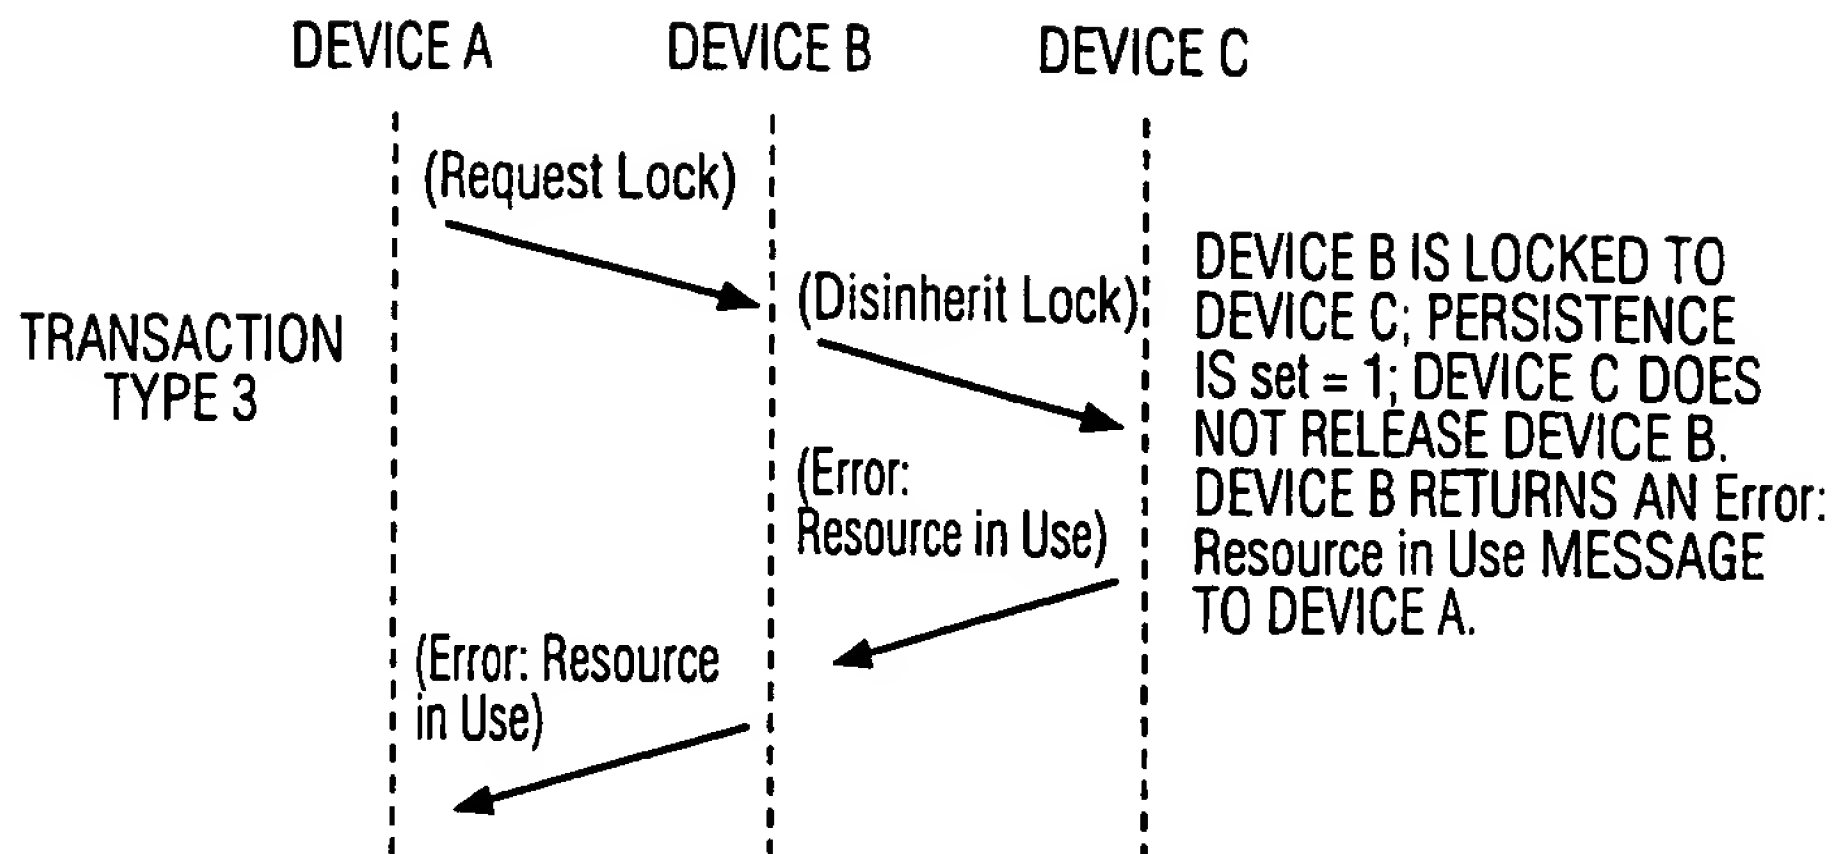 DEVICE A
DEVICE B
DEVICE C
(Request Lock)
(Disinherit Lock)
TRANSACTION
TYPE 3
(Error:
Resource in Use)
(Error: Resource
in Use)
DEVICE B IS LOCKED TO
DEVICE C; PERSISTENCE
IS set = 1; DEVICE C DOES
NOT RELEASE DEVICE B.
DEVICE B RETURNS AN Error:
Resource in Use MESSAGE
TO DEVICE A.